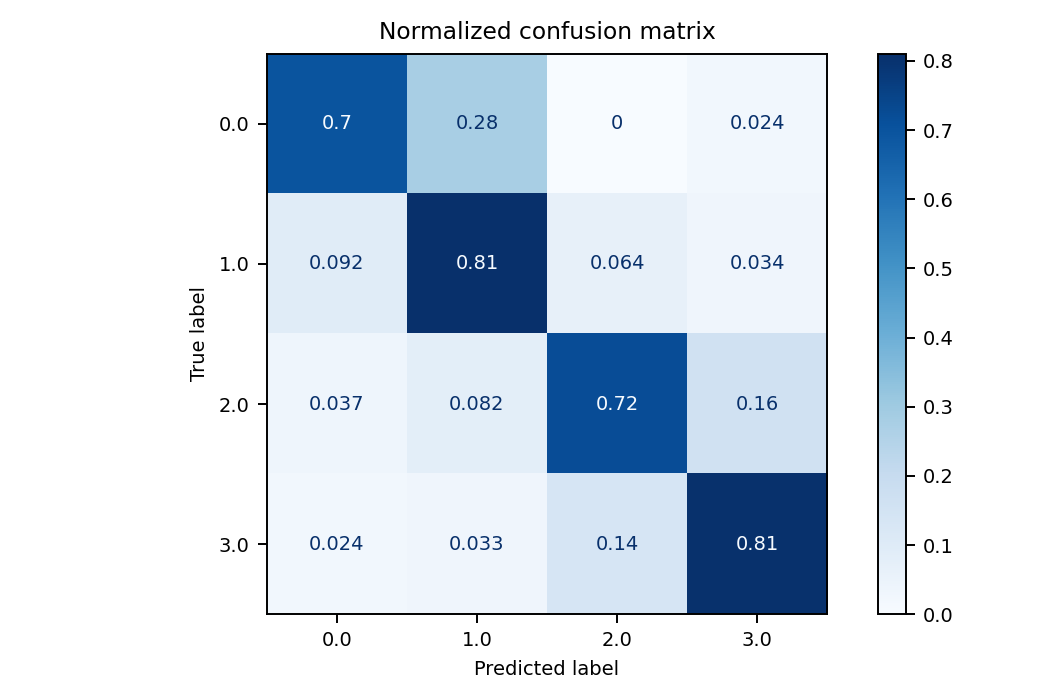 Normalized confusion matrix
True label
0.0 0.7 0.28 0 0.024
1.0 0.092 0.81 0.064 0.034
2.0 0.037 0.082 0.72 0.16
3.0 0.024 0.033 0.14 0.81
0.0 1.0 2.0 3.0
Predicted label
0.8
0.7
0.6
0.5
0.4
0.3
0.2
0.1
0.0